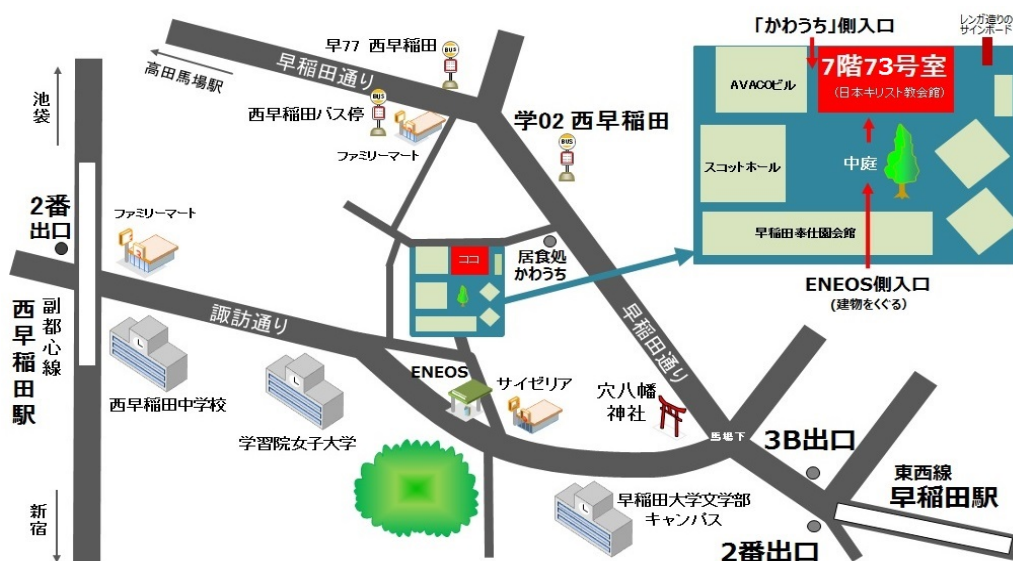 早77 西早稲田
早稲田通り
高田馬場駅
西早稲田バス停
ファミリーマート
学02 西早稲田
池袋
2番
出口
ファミリーマート
副都心線
西早稲田駅
諏訪通り
西早稲田中学校
学習院女子大学
新宿
ココ
居食処
かわうち
早稲田通り
ENEOS
サイゼリア
穴八幡
神社
馬場下
3B出口
東西線
早稲田駅
早稲田大学文学部
キャンパス
2番出口
「かわうち」側入口
レンガ造りの
サインボード
AVACOビル
7階73号室
(日本キリスト教会館)
スコットホール
中庭
早稲田奉仕園会館
ENEOS側入口
(建物をくぐる)
BUS
BUS
BUS